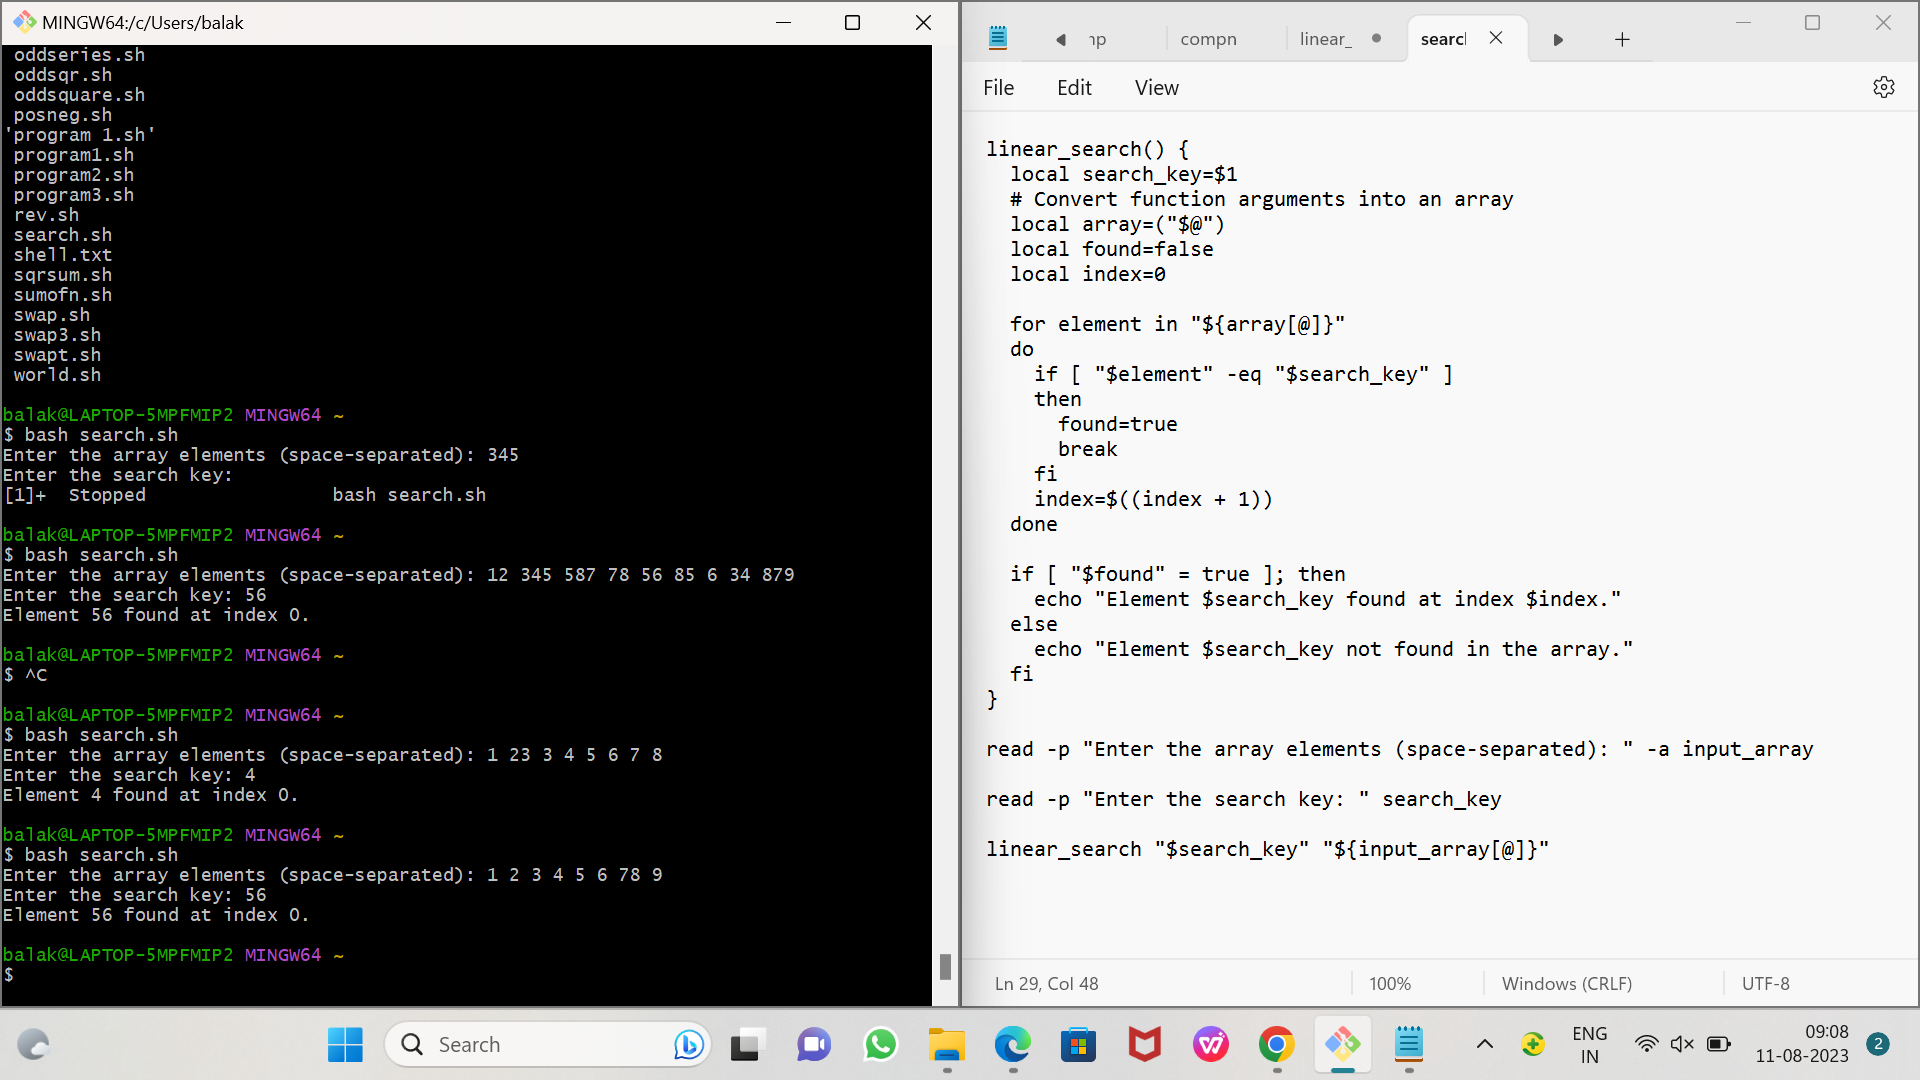 MINGW64:/c/Users/balak
oddseries.sh
oddsqr.sh
oddsquare.sh
posneg.sh
'program 1.sh'
program1.sh
program2.sh
program3.sh
rev.sh
search.sh
shell.txt
sqrsum.sh
sumofn.sh
swap.sh
swap3.sh
swapt.sh
world.sh
balak@LAPTOP-5MPFMIP2 MINGW64 ~
$ bash search.sh
Enter the array elements (space-separated): 345
Enter the search key:
[1]+  Stopped                 bash search.sh
balak@LAPTOP-5MPFMIP2 MINGW64 ~
$ bash search.sh
Enter the array elements (space-separated): 12 345 587 78 56 85 6 34 879
Enter the search key: 56
Element 56 found at index 0.
balak@LAPTOP-5MPFMIP2 MINGW64 ~
$ ^C
balak@LAPTOP-5MPFMIP2 MINGW64 ~
$ bash search.sh
Enter the array elements (space-separated): 1 23 3 4 5 6 7 8
Enter the search key: 4
Element 4 found at index 0.
balak@LAPTOP-5MPFMIP2 MINGW64 ~
$ bash search.sh
Enter the array elements (space-separated): 1 2 3 4 5 6 78 9
Enter the search key: 56
Element 56 found at index 0.
balak@LAPTOP-5MPFMIP2 MINGW64 ~
$
compn linear_ searc
File Edit View
linear_search() {
  local search_key=$1
  # Convert function arguments into an array
  local array=("$@")
  local found=false
  local index=0
  for element in "${array[@]}"
  do
    if [ "$element" -eq "$search_key" ]
    then
      found=true
      break
    fi
    index=$((index + 1))
  done
  if [ "$found" = true ]; then
    echo "Element $search_key found at index $index."
  else
    echo "Element $search_key not found in the array."
  fi
}
read -p "Enter the array elements (space-separated): " -a input_array
read -p "Enter the search key: " search_key
linear_search "$search_key" "${input_array[@]}"
Ln 29, Col 48 100% Windows (CRLF) UTF-8
Search
ENG
IN
09:08
11-08-2023
2